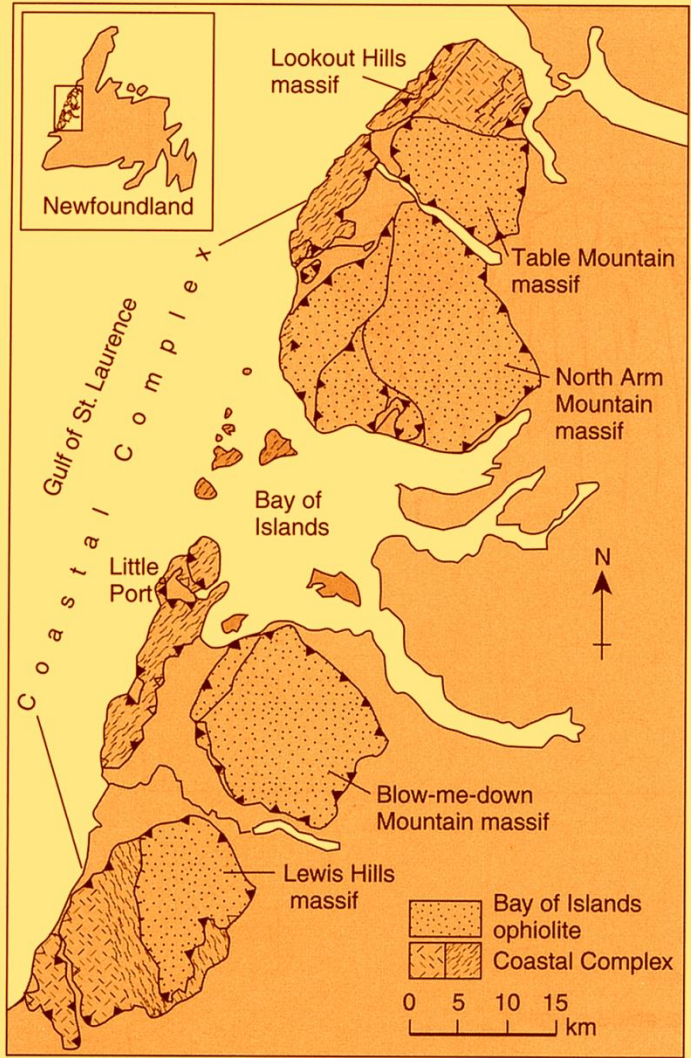 Lookout Hills
massif
Newfoundland
Table Mountain
massif
Gulf of St. Laurence
Coastal Complex
North Arm
Mountain
massif
Bay of
Islands
N
Little
Port
Blow-me-down
Mountain massif
Lewis Hills
massif
Bay of Islands
ophiolite
Coastal Complex
0 5 10 15
km